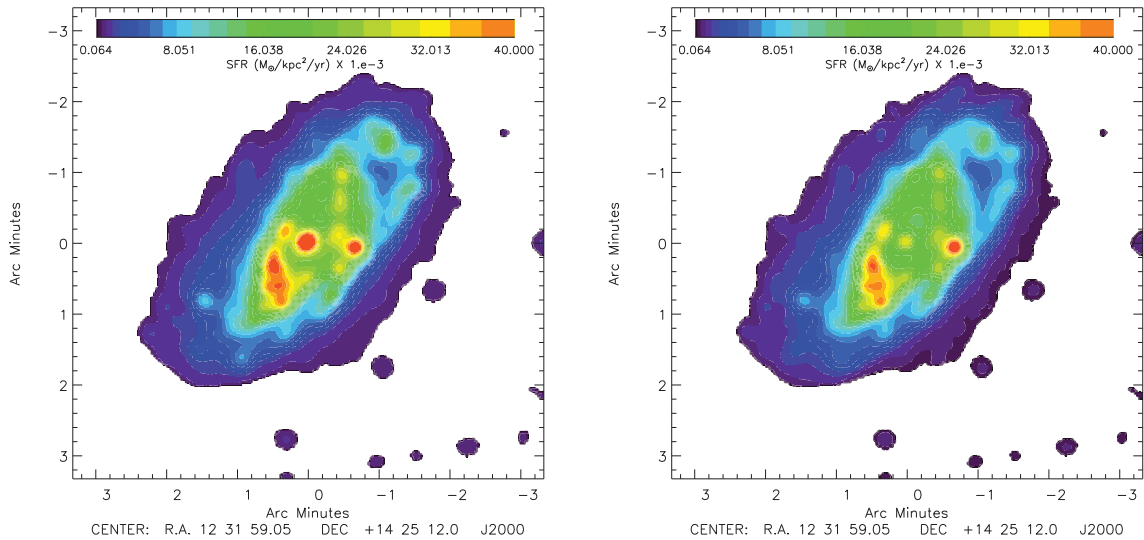 0.064 8.051 16.038 24.026 32.013 40.000
SFR (M⊙/kpc²/yr) X 1.e-3
Arc Minutes
-3
-2
-1
0
1
2
3
3 2 1 0 -1 -2 -3
Arc Minutes
CENTER: R.A. 12 31 59.05 DEC +14 25 12.0 J2000
0.064 8.051 16.038 24.026 32.013 40.000
SFR (M⊙/kpc²/yr) X 1.e-3
Arc Minutes
-3
-2
-1
0
1
2
3
3 2 1 0 -1 -2 -3
Arc Minutes
CENTER: R.A. 12 31 59.05 DEC +14 25 12.0 J2000